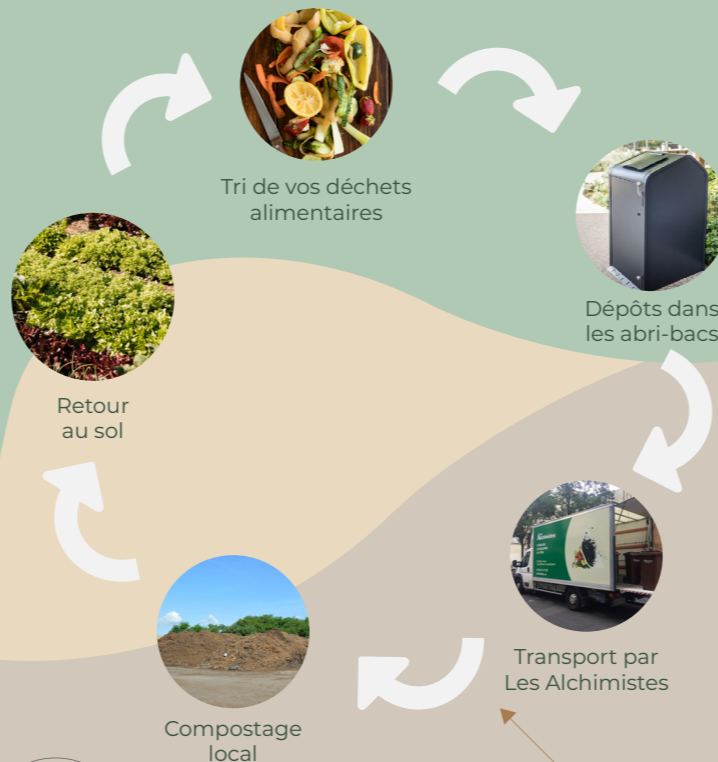 Tri de vos déchets
alimentaires
Dépôts dans
les abri-bacs
Retour
au sol
Transport par
Les Alchimistes
Compostage
local